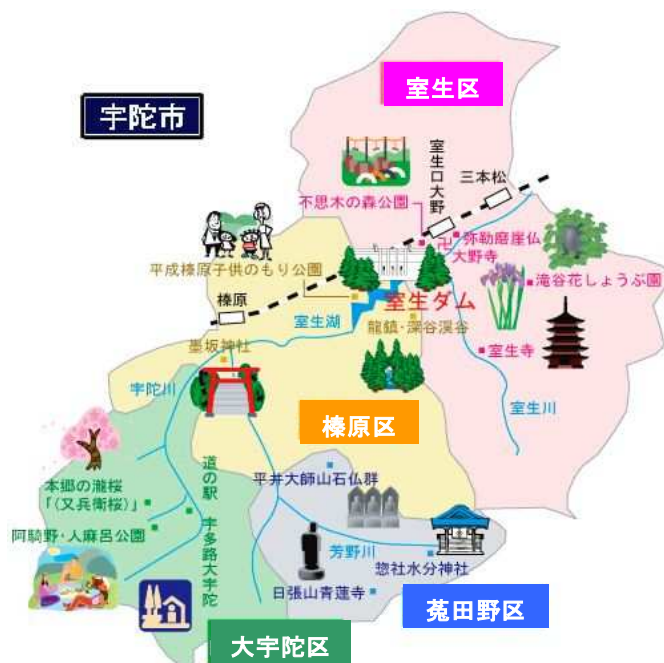 室生区
宇陀市
室生口大野
三本松
不思木の森公園
弥勒磨崖仏
大野寺
平成榛原子供のもり公園
滝谷花しょうぶ園
室生ダム
榛原
室生湖
龍鎮・深谷渓谷
墨坂神社
室生寺
宇陀川
室生川
榛原区
本郷の瀧桜
「(又兵衛桜)」
道の駅 宇多路大宇陀
平井大師山石仏群
阿騎野・人麻呂公園
芳野川
惣社水分神社
日張山青蓮寺
菟田野区
大宇陀区